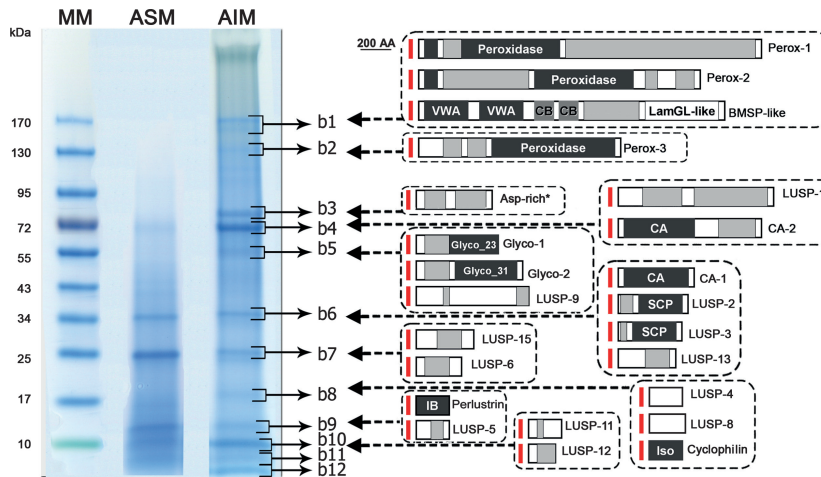 MM ASM AIM
kDa
170
130
95
72
55
43
34
25
17
10
b1
b2
b3
b4
b5
b6
b7
b8
b9
b10
b11
b12
200 AA
Peroxidase Perox-1
Peroxidase Perox-2
VWA VWA CB CB LamGL-like BMSP-like
Peroxidase Perox-3
Asp-rich*
CA CA-2
Glyco_23 Glyco-1
Glyco_31 Glyco-2
LUSP-9
CA CA-1
SCP LUSP-2
SCP LUSP-3
LUSP-13
LUSP-15
LUSP-6
IB Perlustrin
LUSP-5
LUSP-11
LUSP-12
LUSP-4
LUSP-8
Iso Cyclophilin